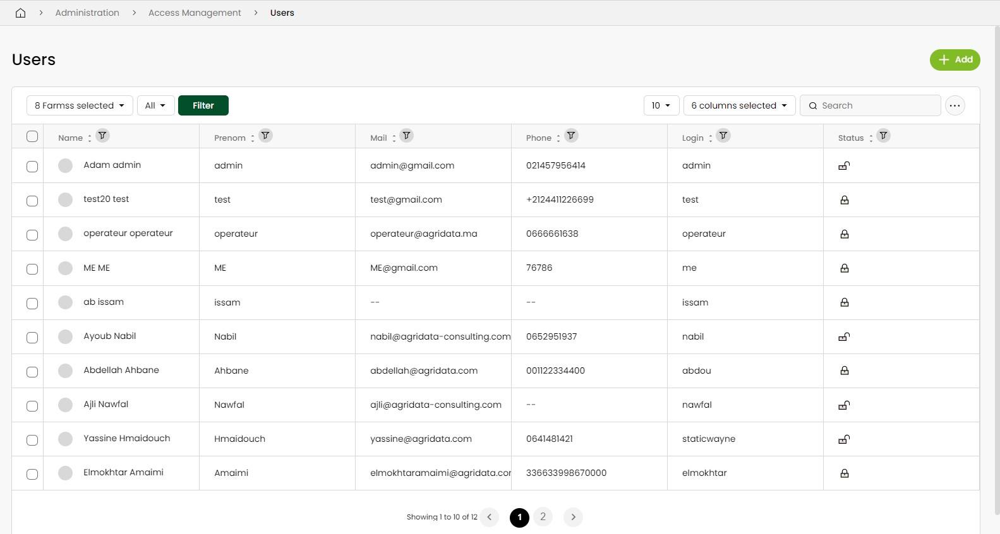 Administration Access Management Users
Users
Add
8 Farmss selected All Filter 10 6 columns selected Search
Name Prenom Mail Phone Login Status
Adam admin admin admin@gmail.com 021457956414 admin
test20 test test test@gmail.com +2124411226699 test
operateur operateur operateur operateur@agridata.ma 0666661638 operateur
ME ME ME ME@gmail.com 76786 me
ab issam issam -- -- issam
Ayoub Nabil Nabil nabil@agridata-consulting.com 0652951937 nabil
Abdellah Ahbane Ahbane abdellah@agridata.com 001122334400 abdou
Ajli Nawfal Nawfal ajli@agridata-consulting.com -- nawfal
Yassine Hmaidouch Hmaidouch yassine@agridata.com 0641481421 staticwayne
Elmokhtar Amaimi Amaimi elmokhtaramaimi@agridata.cor 336633998670000 elmokhtar
Showing 1 to 10 of 12 1 2